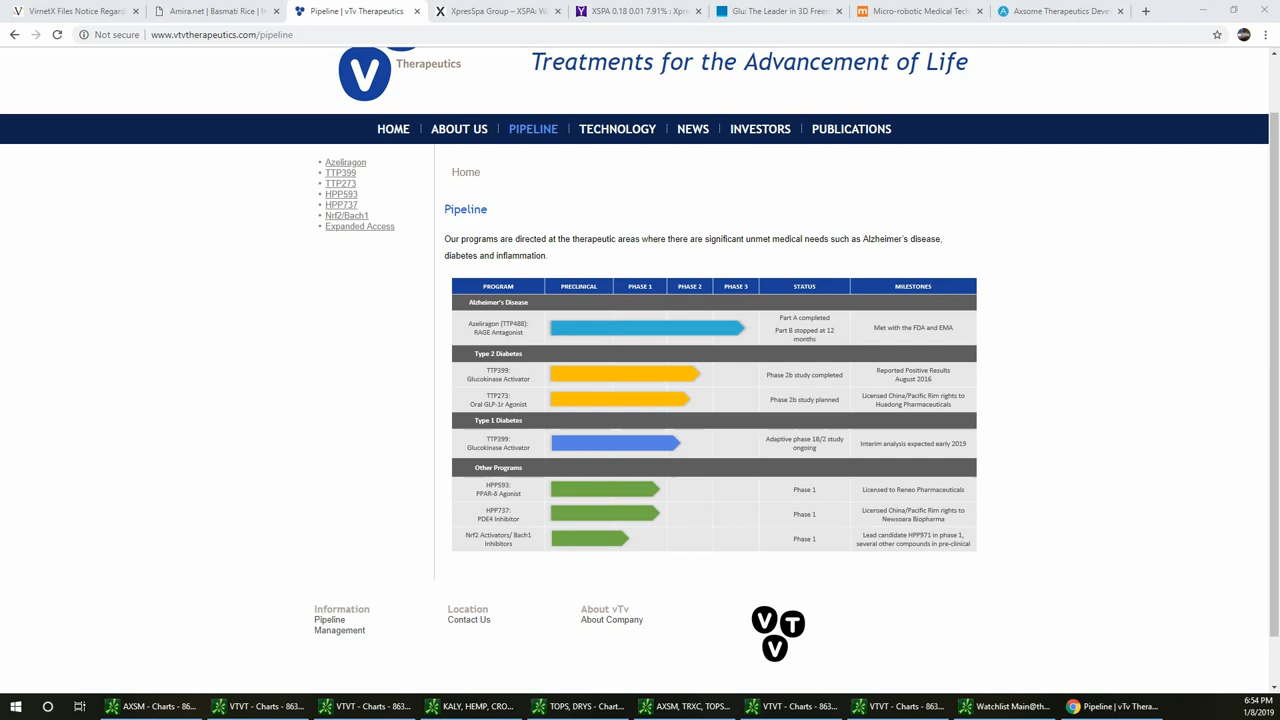 VirnetX Files Notice Regard
Amira.net | Basmati Rice | In
Pipeline | vTv Therapeutics
XpresSpa Group – XSPA: W
XSPA 0.18 0.01 7.91% : Xpre
Glu: The Leader in 3D Freem
Micro-robotic Medical Tech
Axsome Therapeutics Devel
Not secure
www.vtvtherapeutics.com/pipeline
V
Therapeutics
Treatments for the Advancement of Life
HOME
ABOUT US
PIPELINE
TECHNOLOGY
NEWS
INVESTORS
PUBLICATIONS
Azeliragon
TTP399
TTP273
HPP593
HPP737
Nrf2/Bach1
Expanded Access
Home
Pipeline
Our programs are directed at the therapeutic areas where there are significant unmet medical needs such as Alzheimer's disease,
diabetes and inflammation.
PROGRAM PRECLINICAL PHASE 1 PHASE 2 PHASE 3 STATUS MILESTONES
Alzheimer's Disease
Azeliragon (TTP488):
RAGE Antagonist
Part A completed
Part B stopped at 12
months
Met with the FDA and EMA
Type 2 Diabetes
TTP399:
Glucokinase Activator
Phase 2b study completed
Reported Positive Results
August 2016
TTP273:
Oral GLP-1r Agonist
Phase 2b study planned
Licensed China/Pacific Rim rights to
Huadong Pharmaceuticals
Type 1 Diabetes
TTP399:
Glucokinase Activator
Adaptive phase 1B/2 study
ongoing
Interim analysis expected early 2019
Other Programs
HPP593:
PPAR-δ Agonist
Phase 1
Licensed to Reneo Pharmaceuticals
HPP737:
PDE4 Inhibitor
Phase 1
Licensed China/Pacific Rim rights to
Newsoara Biopharma
Nrf2 Activators/ Bach1
Inhibitors
Phase 1
Lead candidate HPP971 in phase 1,
several other compounds in pre-clinical
Information
Pipeline
Management
Location
Contact Us
About vTv
About Company
V T
V
AXSM - Charts - 86...
VTVT - Charts - 863...
VTVT - Charts - 863...
KALY, HEMP, CRO...
TOPS, DRYS - Chart...
AXSM, TRXC, TOPS...
VTVT - Charts - 863...
VTVT - Charts - 863...
Watchlist Main@th...
Pipeline | vTv Thera...
6:54 PM
1/8/2019